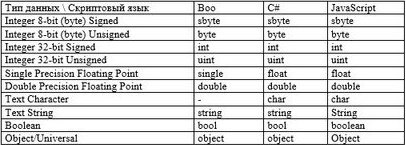 Тип данных \ Скриптовый язык Boo C# JavaScript
Integer 8-bit (byte) Signed sbyte sbyte sbyte
Integer 8-bit (byte) Unsigned byte byte byte
Integer 32-bit Signed int int int
Integer 32-bit Unsigned uint uint uint
Single Precision Floating Point single float float
Double Precision Floating Point double double double
Text Character - char char
Text String string string String
Boolean bool bool boolean
Object/Universal object object Object